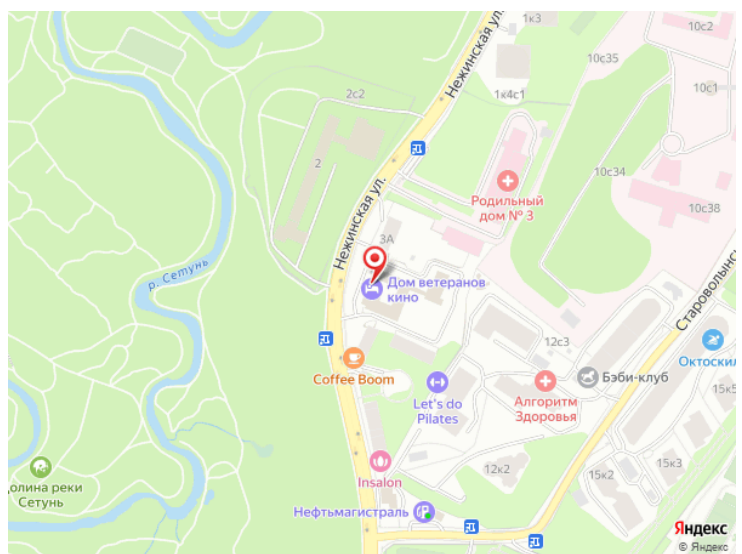 1к3
Нежинская ул.
10с2
10с35
10с1
2с2
1к4с1
2
10с34
Родильный
дом № 3
10с38
Нежинская ул.
3А
р. Сетунь
Дом ветеранов
кино
Староволынск
12с3
Октоскил
Coffee Boom
Бэби-клуб
Let's do
Pilates
Алгоритм
Здоровья
15к5
Insalon
12к2
15к2
15к3
долина реки
Сетунь
Нефтьмагистраль
Яндекс
© Яндекс